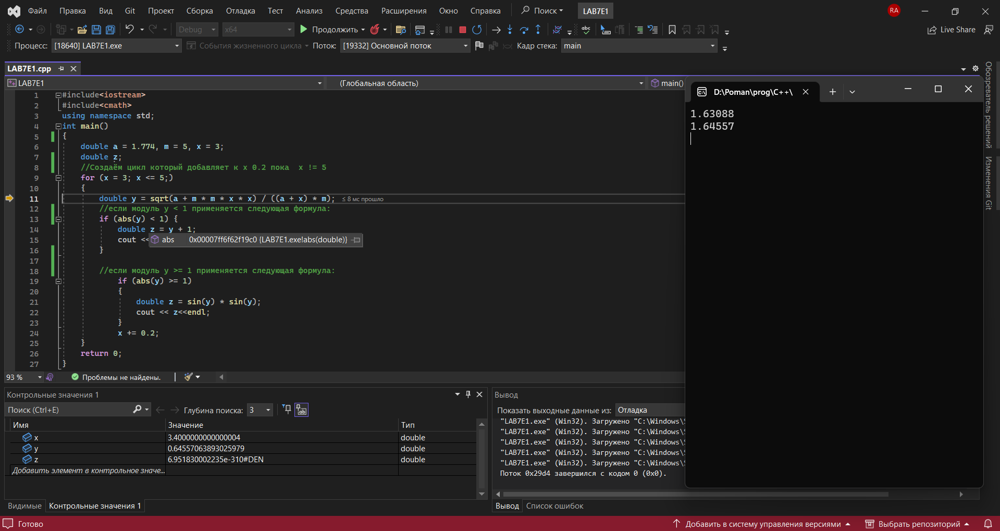 Файл Правка Вид Git Проект Сборка Отладка Тест Анализ Средства Расширения Окно Справка Поиск LAB7E1 RA
Debug x64 Продолжить abc Live Share
Процесс: [18640] LAB7E1.exe События жизненного цикла Поток: [19332] Основной поток Кадр стека: main
LAB7E1.cpp
LAB7E1 (Глобальная область) main()
1 #include<iostream>
2 #include<cmath>
3 using namespace std;
4 int main()
5 {
6 double a = 1.774, m = 5, x = 3;
7 double z;
8 //Создаём цикл который добавляет к x 0.2 пока  x != 5
9 for (x = 3; x <= 5;)
10 {
11 double y = sqrt(a + m * m * x * x) / ((a + x) * m); ≤ 8 мс прошло
12 //если модуль y < 1 применяется следующая формула:
13 if (abs(y) < 1) {
14 double z = y + 1;
15 cout <<
abs 0x00007ff6f62f19c0 {LAB7E1.exe!abs(double)}
16 }
17
18 //если модуль y >= 1 применяется следующая формула:
19 if (abs(y) >= 1)
20 {
21 double z = sin(y) * sin(y);
22 cout << z<<endl;
23 }
24 x += 0.2;
25 }
26 return 0;
27 }
93 % Проблемы не найдены.
D:\Poman\prog\C++\
1.63088
1.64557
Обозреватель решений
Изменения Git
Контрольные значения 1
Поиск (Ctrl+E) Глубина поиска: 3
Имя Значение Тип
x 3.4000000000000004 double
y 0.64557063893025979 double
z 6.951830002235e-310#DEN double
Добавить элемент в контрольное значе...
Видимые Контрольные значения 1
Вывод
Показать выходные данные из: Отладка
"LAB7E1.exe" (Win32). Загружено "C:\Windows\
"LAB7E1.exe" (Win32). Загружено "C:\Windows\
"LAB7E1.exe" (Win32). Загружено "C:\Windows\
"LAB7E1.exe" (Win32). Загружено "C:\Windows\
"LAB7E1.exe" (Win32). Загружено "C:\Windows\
Поток 0x29d4 завершился с кодом 0 (0x0).
Вывод Список ошибок
Готово Добавить в систему управления версиями Выбрать репозиторий